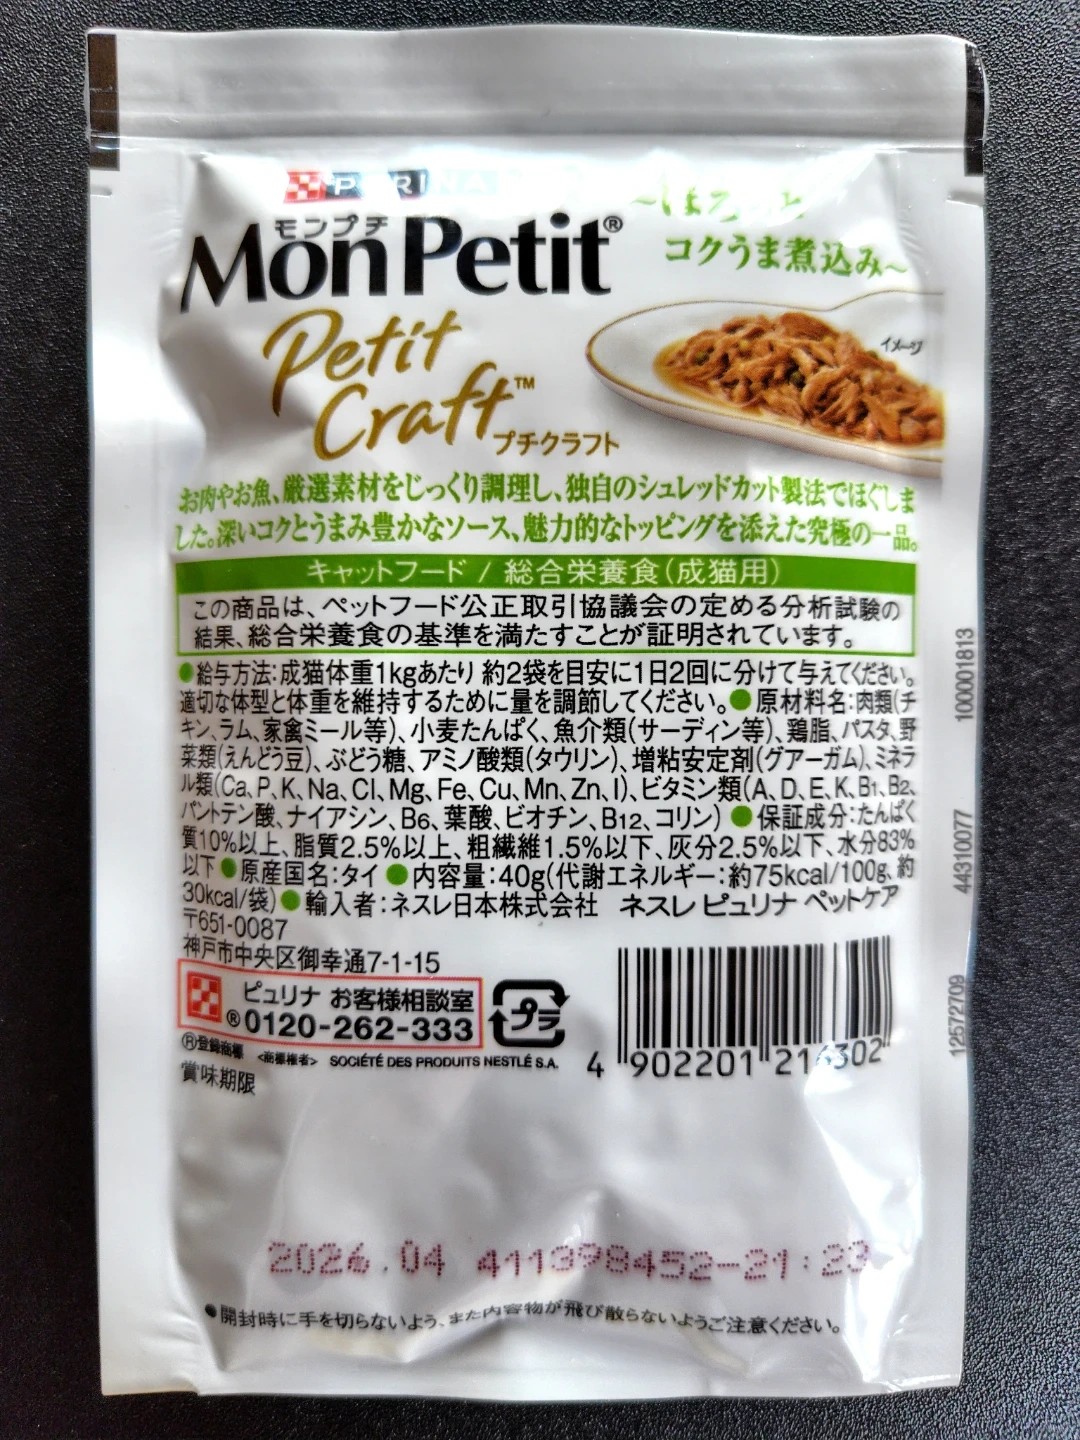 PURINA
モンプチ
Mon Petit®
コクうま煮込み～
Petit
Craft™
プチクラフト
イメージ
お肉やお魚、厳選素材をじっくり調理し、独自のシュレッドカット製法でほぐしま
した。深いコクとうまみ豊かなソース、魅力的なトッピングを添えた究極の一品。
キャットフード / 総合栄養食(成猫用)
この商品は、ペットフード公正取引協議会の定める分析試験の
結果、総合栄養食の基準を満たすことが証明されています。
●給与方法:成猫体重1kgあたり 約2袋を目安に1日2回に分けて与えてください。
適切な体型と体重を維持するために量を調節してください。●原材料名:肉類(チ
キン、ラム、家禽ミール等)、小麦たんぱく、魚介類(サーディン等)、鶏脂、パスタ、野
菜類(えんどう豆)、ぶどう糖、アミノ酸類(タウリン)、増粘安定剤(グアーガム)、ミネラ
ル類(Ca、P、K、Na、Cl、Mg、Fe、Cu、Mn、Zn、I)、ビタミン類(A、D、E、K、B1、B2、
パントテン酸、ナイアシン、B6、葉酸、ビオチン、B12、コリン) ●保証成分:たんぱく
質10%以上、脂質2.5%以上、粗繊維1.5%以下、灰分2.5%以下、水分83%
以下 ●原産国名:タイ ●内容量:40g(代謝エネルギー:約75kcal/100g、約
30kcal/袋) ●輸入者:ネスレ日本株式会社 ネスレ ピュリナ ペットケア
〒651-0087
神戸市中央区御幸通7-1-15
ピュリナ お客様相談室
®0120-262-333
プラ
®登録商標 <商標権者> SOCIÉTÉ DES PRODUITS NESTLÉ S.A.
4 902201 216302
賞味期限
2026.04 411398452-21:23
●開封時に手を切らないよう、また内容物が飛び散らないようご注意ください。
100001813
44310077
12572709